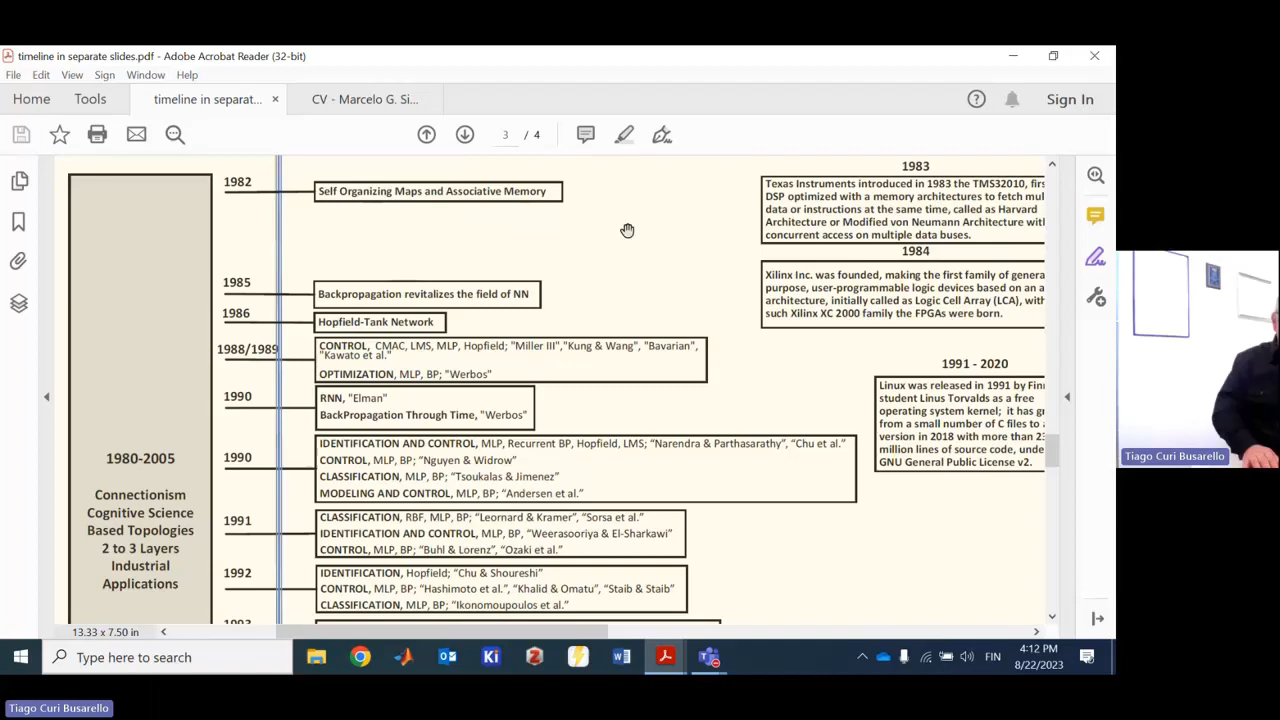 timeline in separate slides.pdf - Adobe Acrobat Reader (32-bit)
File Edit View Sign Window Help
Home Tools timeline in separat... × CV - Marcelo G. Si... Sign In
3 / 4
1982
Self Organizing Maps and Associative Memory
1985
Backpropagation revitalizes the field of NN
1986
Hopfield-Tank Network
1988/1989
CONTROL, CMAC, LMS, MLP, Hopfield; "Miller III","Kung & Wang", "Bavarian",
"Kawato et al."
OPTIMIZATION, MLP, BP; "Werbos"
1990
RNN, "Elman"
BackPropagation Through Time, "Werbos"
1990
IDENTIFICATION AND CONTROL, MLP, Recurrent BP, Hopfield, LMS; “Narendra & Parthasarathy”, “Chu et al.”
CONTROL, MLP, BP; “Nguyen & Widrow”
CLASSIFICATION, MLP, BP; “Tsoukalas & Jimenez”
MODELING AND CONTROL, MLP, BP; “Andersen et al.”
1991
CLASSIFICATION, RBF, MLP, BP; “Leornard & Kramer”, “Sorsa et al.”
IDENTIFICATION AND CONTROL, MLP, BP, “Weerasooriya & El-Sharkawi”
CONTROL, MLP, BP; “Buhl & Lorenz”, “Ozaki et al.”
1992
IDENTIFICATION, Hopfield; “Chu & Shoureshi”
CONTROL, MLP, BP; “Hashimoto et al.”, “Khalid & Omatu”, “Staib & Staib”
CLASSIFICATION, MLP, BP; “Ikonomoupoulos et al.”
1993
1980-2005
Connectionism
Cognitive Science
Based Topologies
2 to 3 Layers
Industrial
Applications
1983
Texas Instruments introduced in 1983 the TMS32010, firs
DSP optimized with a memory architectures to fetch mul
data or instructions at the same time, called as Harvard
Architecture or Modified von Neumann Architecture with
concurrent access on multiple data buses.
1984
Xilinx Inc. was founded, making the first family of genera
purpose, user-programmable logic devices based on an a
architecture, initially called as Logic Cell Array (LCA), with
such Xilinx XC 2000 family the FPGAs were born.
1991 - 2020
Linux was released in 1991 by Finn
student Linus Torvalds as a free
operating system kernel; it has gr
from a small number of C files to a
version in 2018 with more than 23
million lines of source code, unde
GNU General Public License v2.
13.33 x 7.50 in
Type here to search
Ki
FIN
4:12 PM
8/22/2023
Tiago Curi Busarello
Tiago Curi Busarello